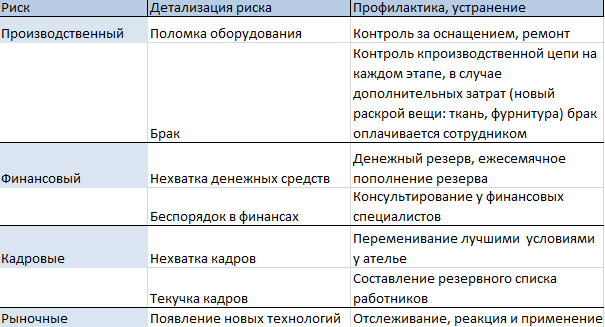 Риск Детализация риска Профилактика, устранение
Производственный Поломка оборудования Контроль за оснащением, ремонт
Контроль кпроизводственной цепи на
каждом этапе, в случае
дополнительных затрат (новый
раскрой вещи: ткань, фурнитура) брак
Брак оплачивается сотрудником
Денежный резерв, ежесемячное
Финансовый Нехватка денежных средств пополнение резерва
Консультирование у финансовых
Беспорядок в финансах специалистов
Переменивание лучшими условиями
Кадровые Нехватка кадров у ателье
Составление резервного списка
Текучка кадров работников
Рыночные Появление новых технологий Отслеживание, реакция и применение